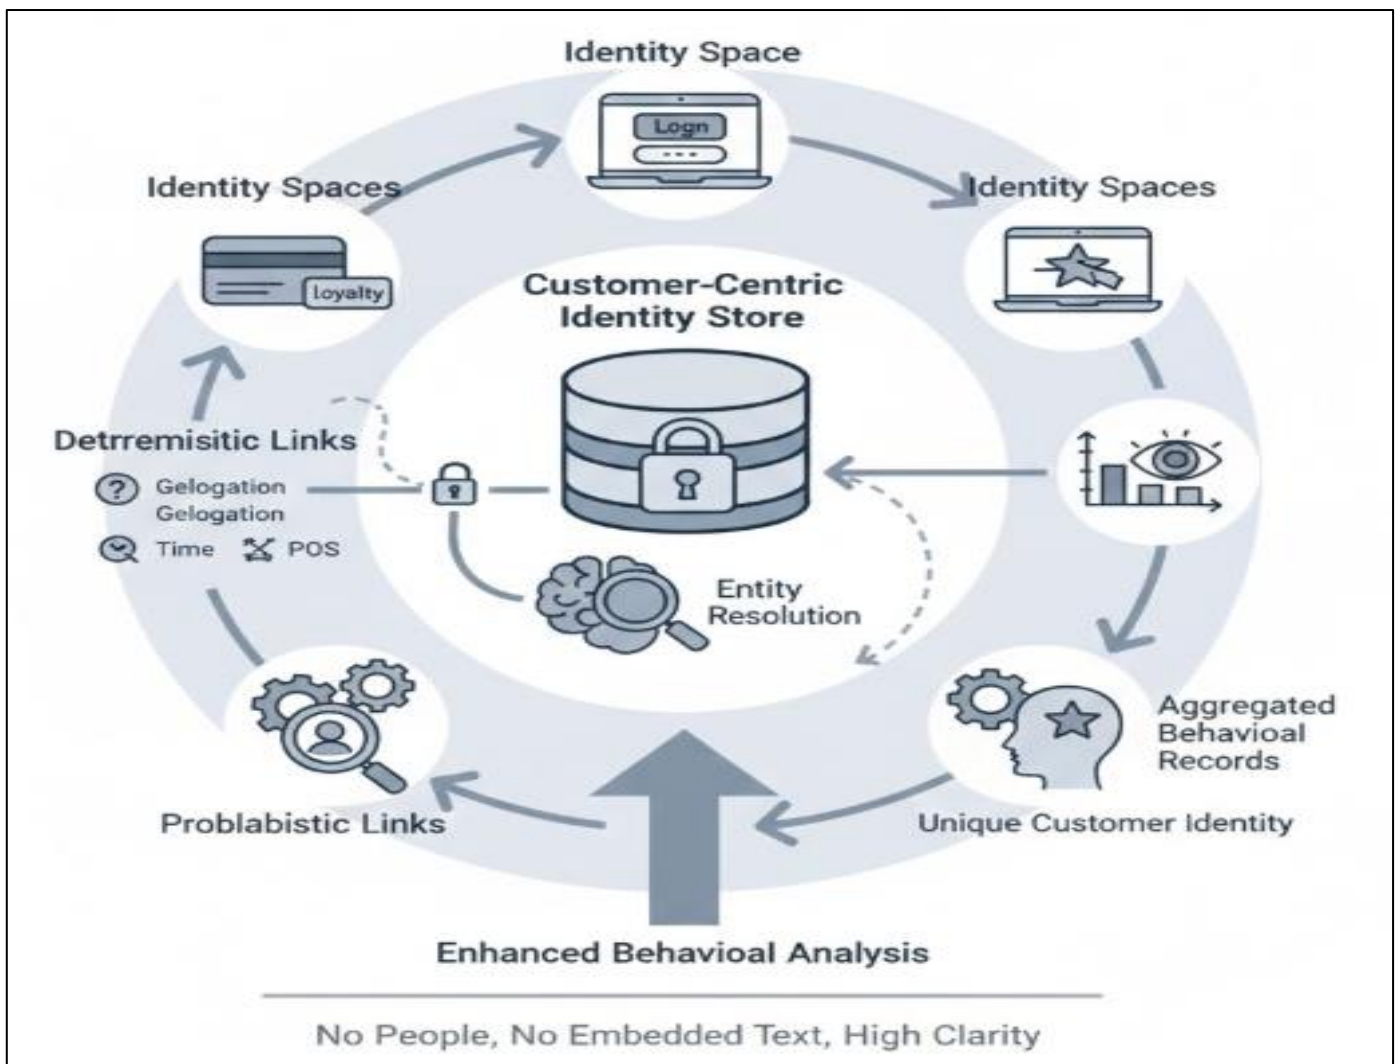 Identity Space
Logn
Identity Spaces
Identity Spaces
Loyalty
Customer-Centric
Identity Store
Detrremisitic Links
Gelogation
Gelogation
Time
POS
Entity
Resolution
Aggregated
Behavioal
Records
Problabistic Links
Unique Customer Identity
Enhanced Behavioal Analysis
No People, No Embedded Text, High Clarity